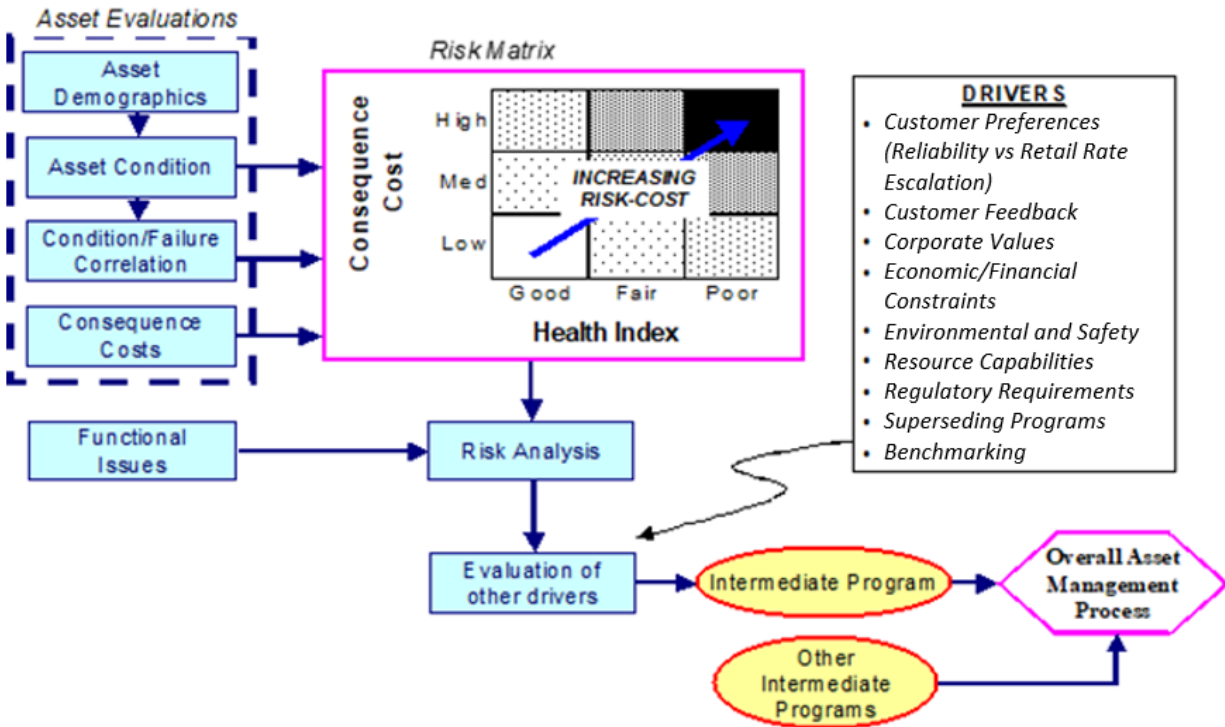 Asset Evaluations
Asset
Demographics
Asset Condition
Condition/Failure
Correlation
Consequence
Costs
Risk Matrix
Consequence
Cost
High
Med
Low
INCREASING
RISK-COST
Good Fair Poor
Health Index
DRIVERS
• Customer Preferences
(Reliability vs Retail Rate
Escalation)
• Customer Feedback
• Corporate Values
• Economic/Financial
Constraints
• Environmental and Safety
• Resource Capabilities
• Regulatory Requirements
• Superseding Programs
• Benchmarking
Functional
Issues
Risk Analysis
Evaluation of
other drivers
Intermediate Program
Overall Asset
Management
Process
Other
Intermediate
Programs